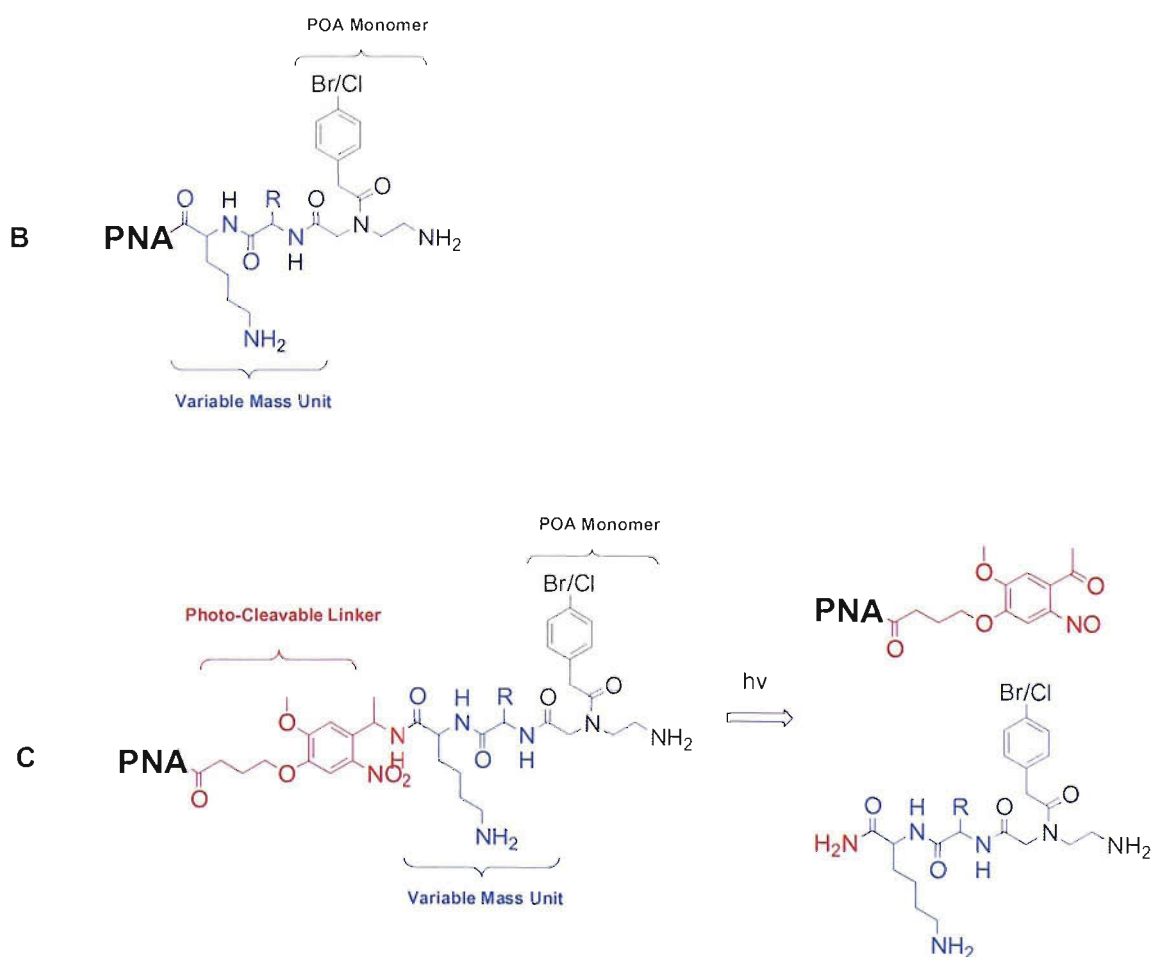 POA Monomer
Br/Cl
O
O H R O
B PNA N N N NH2
O H
NH2
Variable Mass Unit
POA Monomer
Br/Cl
Photo-Cleavable Linker
O
O
PNA O NO
O
hν
O H R O O
O N N N NH2
C PNA O NO2 H O H
O
NH2
Variable Mass Unit
Br/Cl
O
O H R O
H2N N N N NH2
O H
NH2